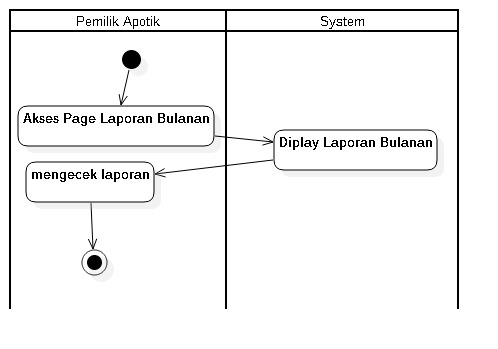 Pemilik Apotik
System
Akses Page Laporan Bulanan
Diplay Laporan Bulanan
mengecek laporan